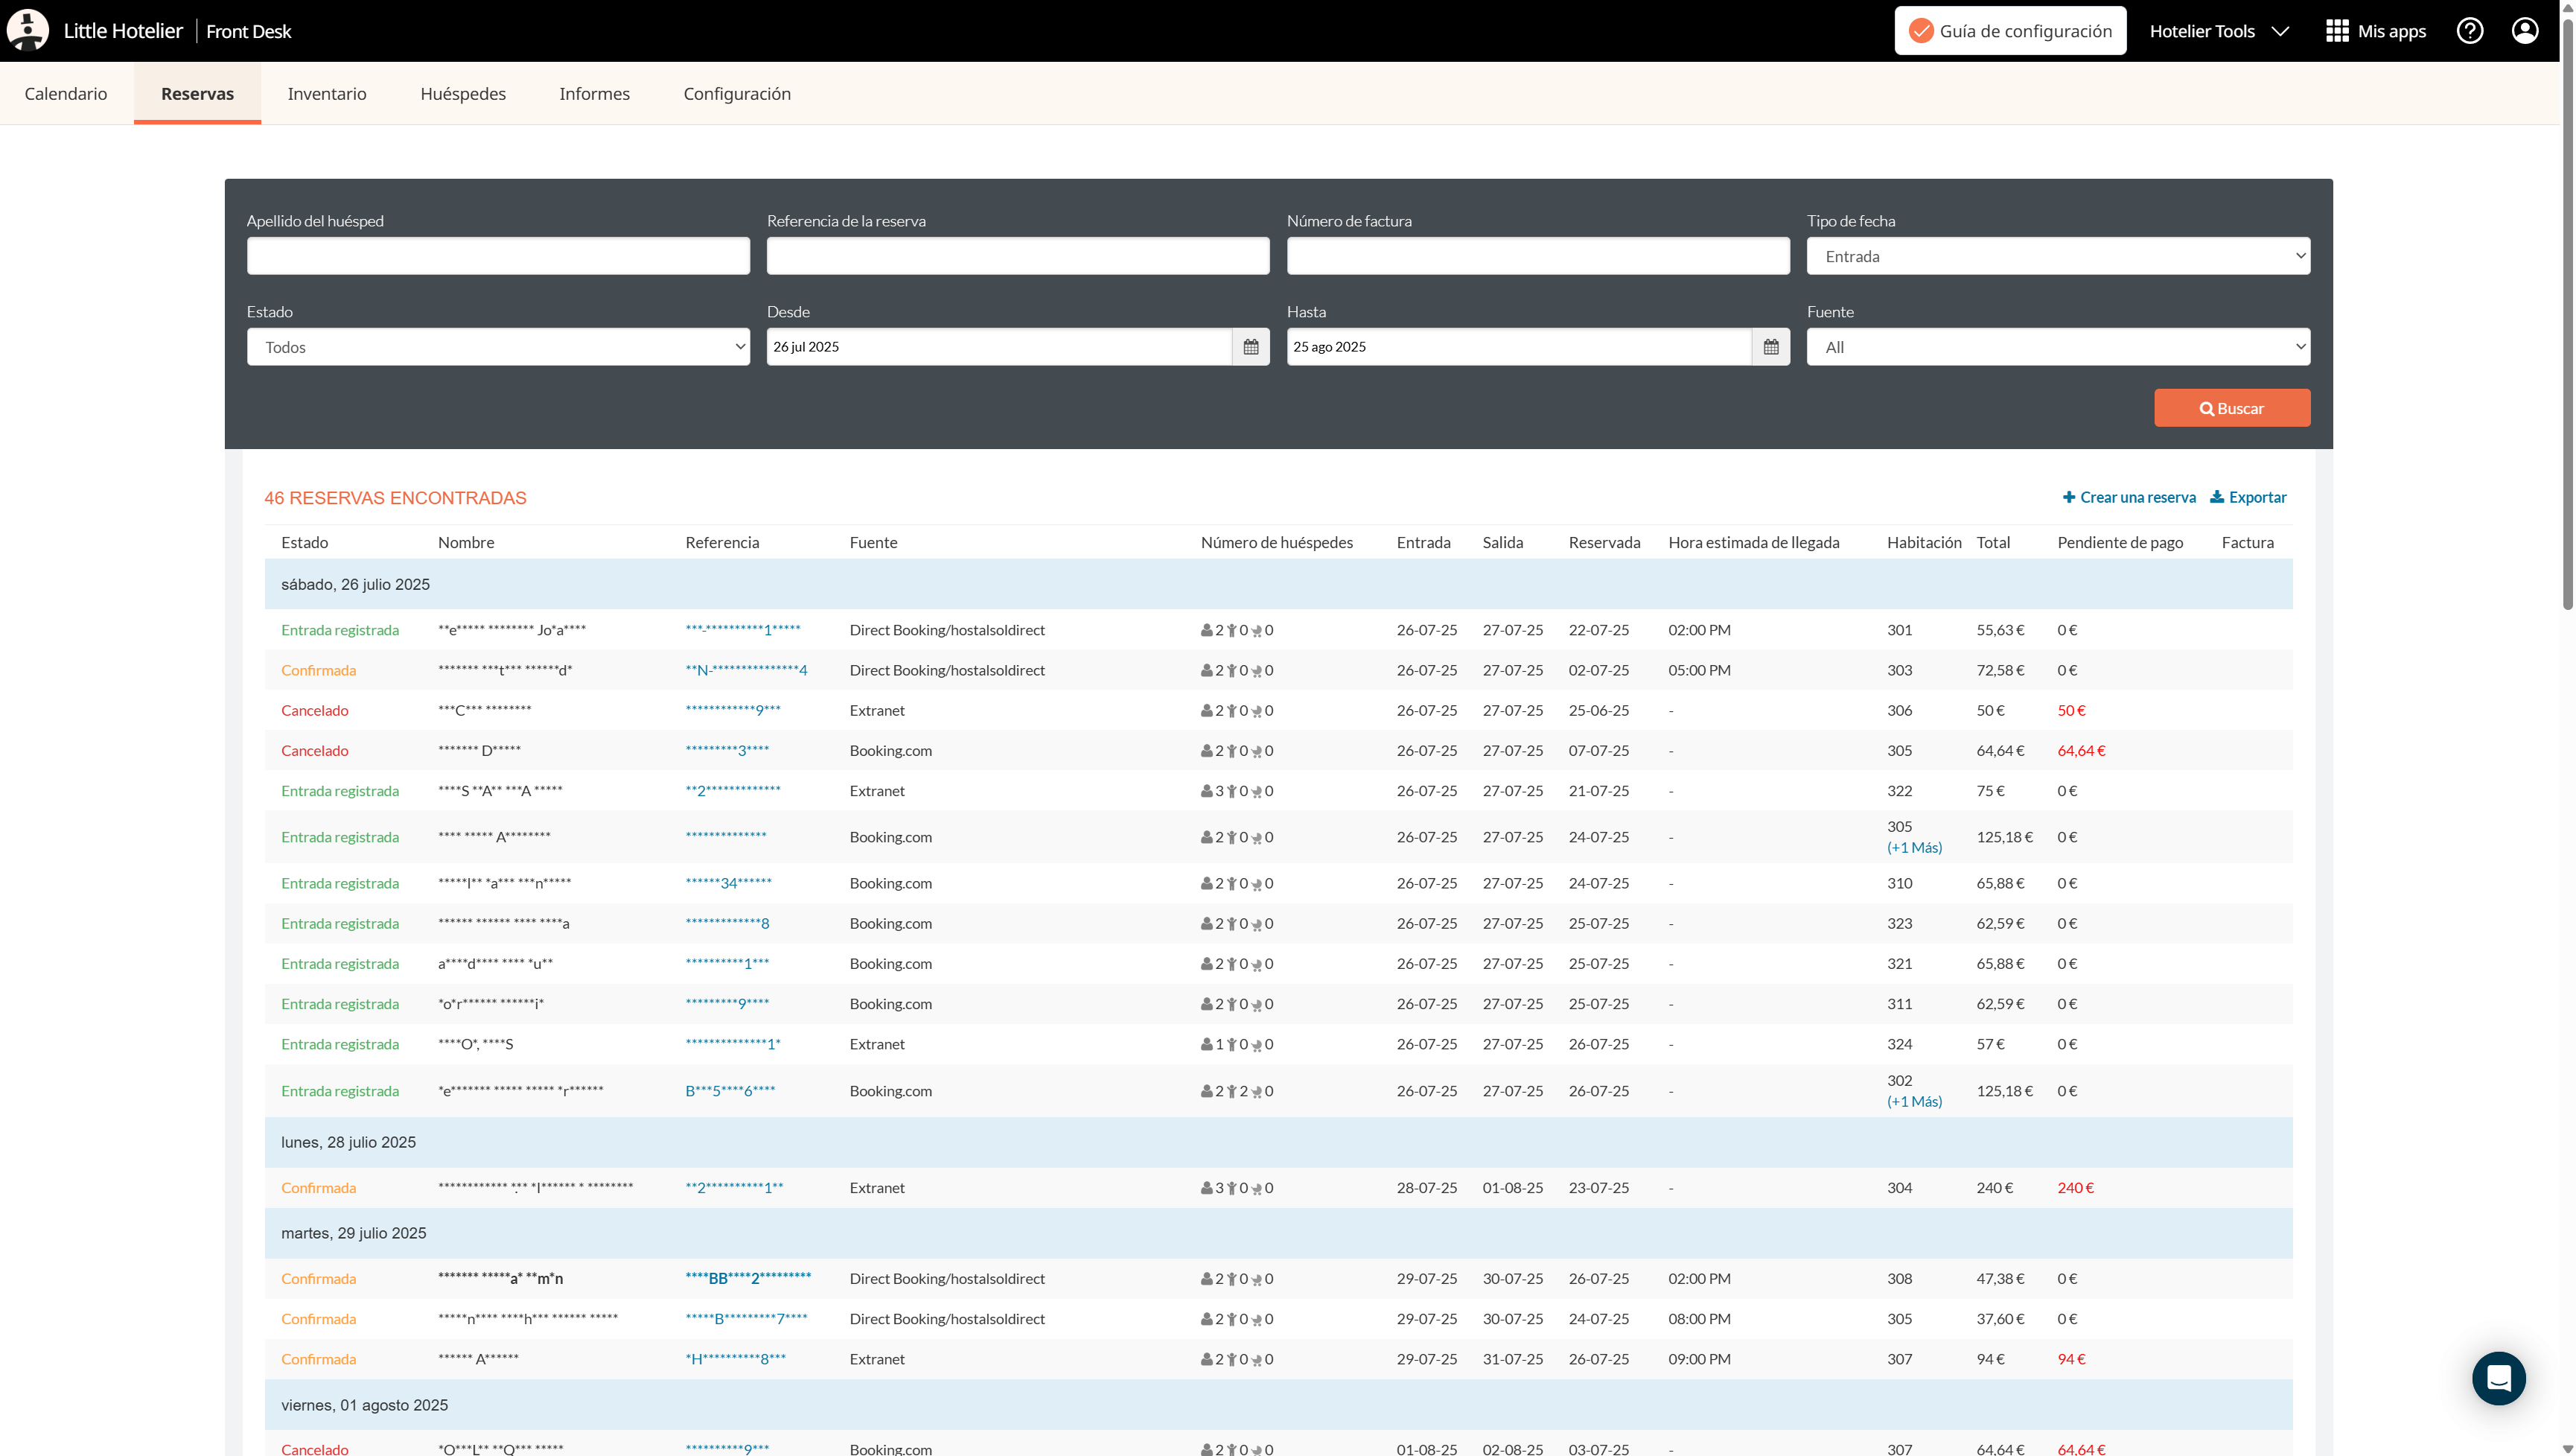 Little Hotelier | Front Desk
Guía de configuración
Hotelier Tools
Mis apps
Calendario Reservas Inventario Huéspedes Informes Configuración
Apellido del huésped Referencia de la reserva Número de factura Tipo de fecha
Entrada
Estado Desde Hasta Fuente
Todos 26 jul 2025 25 ago 2025 All
Buscar
46 RESERVAS ENCONTRADAS
Crear una reserva Exportar
Estado Nombre Referencia Fuente Número de huéspedes Entrada Salida Reservada Hora estimada de llegada Habitación Total Pendiente de pago Factura
sábado, 26 julio 2025
Entrada registrada **e***** ******** Jo*a**** ***-**********1***** Direct Booking/hostalsoldirect 2 0 0 26-07-25 27-07-25 22-07-25 02:00 PM 301 55,63 € 0 €
Confirmada ******* ***t*** ******d* **N-***************4 Direct Booking/hostalsoldirect 2 0 0 26-07-25 27-07-25 02-07-25 05:00 PM 303 72,58 € 0 €
Cancelado ***C*** ******** ************9*** Extranet 2 0 0 26-07-25 27-07-25 25-06-25 - 306 50 € 50 €
Cancelado ******* D***** *********3**** Booking.com 2 0 0 26-07-25 27-07-25 07-07-25 - 305 64,64 € 64,64 €
Entrada registrada ****S **A** ***A ***** **2************* Extranet 3 0 0 26-07-25 27-07-25 21-07-25 - 322 75 € 0 €
Entrada registrada **** ***** A******** ************** Booking.com 2 0 0 26-07-25 27-07-25 24-07-25 - 305 (+1 Más) 125,18 € 0 €
Entrada registrada *****l** *a*** ***n***** ******34****** Booking.com 2 0 0 26-07-25 27-07-25 24-07-25 - 310 65,88 € 0 €
Entrada registrada ****** ****** **** ****a *************8 Booking.com 2 0 0 26-07-25 27-07-25 25-07-25 - 323 62,59 € 0 €
Entrada registrada a****d**** **** *u** **********1*** Booking.com 2 0 0 26-07-25 27-07-25 25-07-25 - 321 65,88 € 0 €
Entrada registrada *o*r****** ******i* *********9**** Booking.com 2 0 0 26-07-25 27-07-25 25-07-25 - 311 62,59 € 0 €
Entrada registrada ****O*, ****S **************1* Extranet 1 0 0 26-07-25 27-07-25 26-07-25 - 324 57 € 0 €
Entrada registrada *e******* ***** ***** *r****** B***5****6**** Booking.com 2 2 0 26-07-25 27-07-25 26-07-25 - 302 (+1 Más) 125,18 € 0 €
lunes, 28 julio 2025
Confirmada ************ *.** *l****** * ******** **2**********1** Extranet 3 0 0 28-07-25 01-08-25 23-07-25 - 304 240 € 240 €
martes, 29 julio 2025
Confirmada ******* *****a* **m*n ****BB****2********* Direct Booking/hostalsoldirect 2 0 0 29-07-25 30-07-25 26-07-25 02:00 PM 308 47,38 € 0 €
Confirmada *****n**** ****h*** ****** ***** *****B*********7**** Direct Booking/hostalsoldirect 2 0 0 29-07-25 30-07-25 24-07-25 08:00 PM 305 37,60 € 0 €
Confirmada ****** A****** *H**********8*** Extranet 2 0 0 29-07-25 31-07-25 26-07-25 09:00 PM 307 94 € 94 €
viernes, 01 agosto 2025
Cancelado *O***L** **Q*** ***** **********9*** Booking.com 2 0 0 01-08-25 02-08-25 03-07-25 - 307 64,64 € 64,64 €